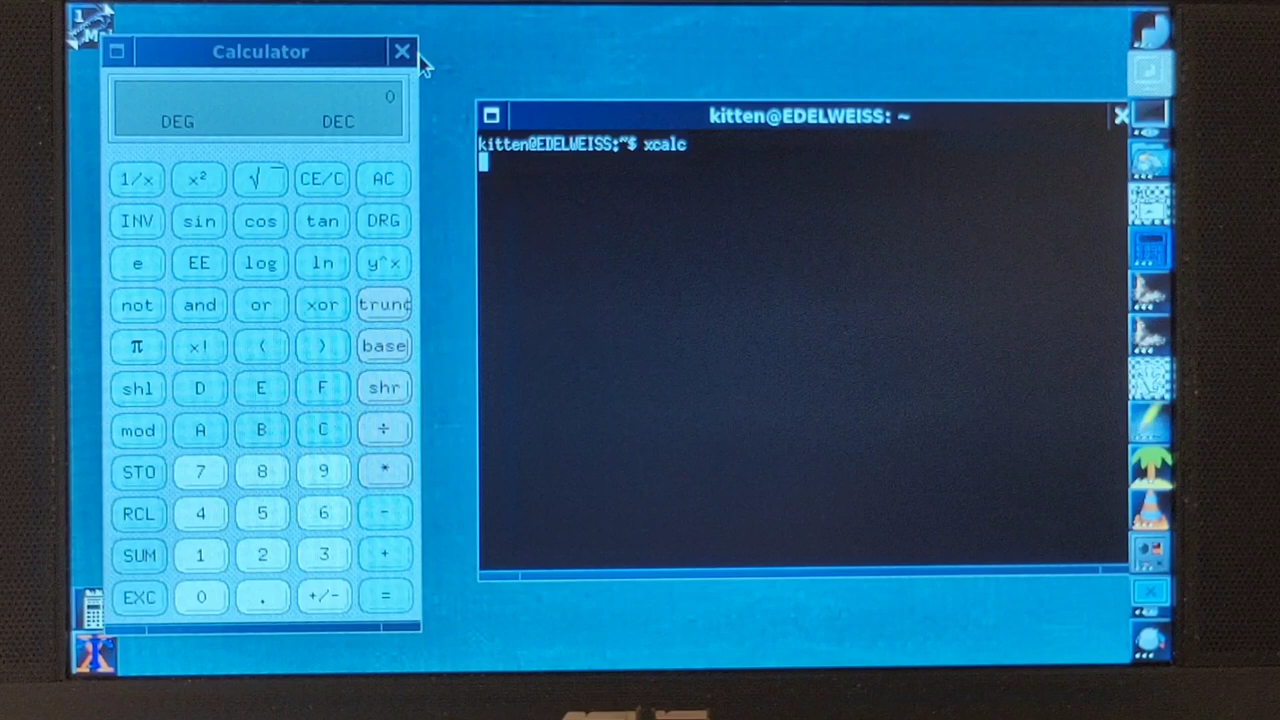 1
M
Calculator
0
DEG DEC
1/x x² √ CE/C AC
INV sin cos tan DRG
e EE log ln y^x
not and or xor trunc
π x! ( ) base
shl D E F shr
mod A B C ÷
STO 7 8 9 *
RCL 4 5 6 -
SUM 1 2 3 +
EXC 0 . +/- =
kitten@EDELWEISS: ~
kitten@EDELWEISS:~$ xcalc